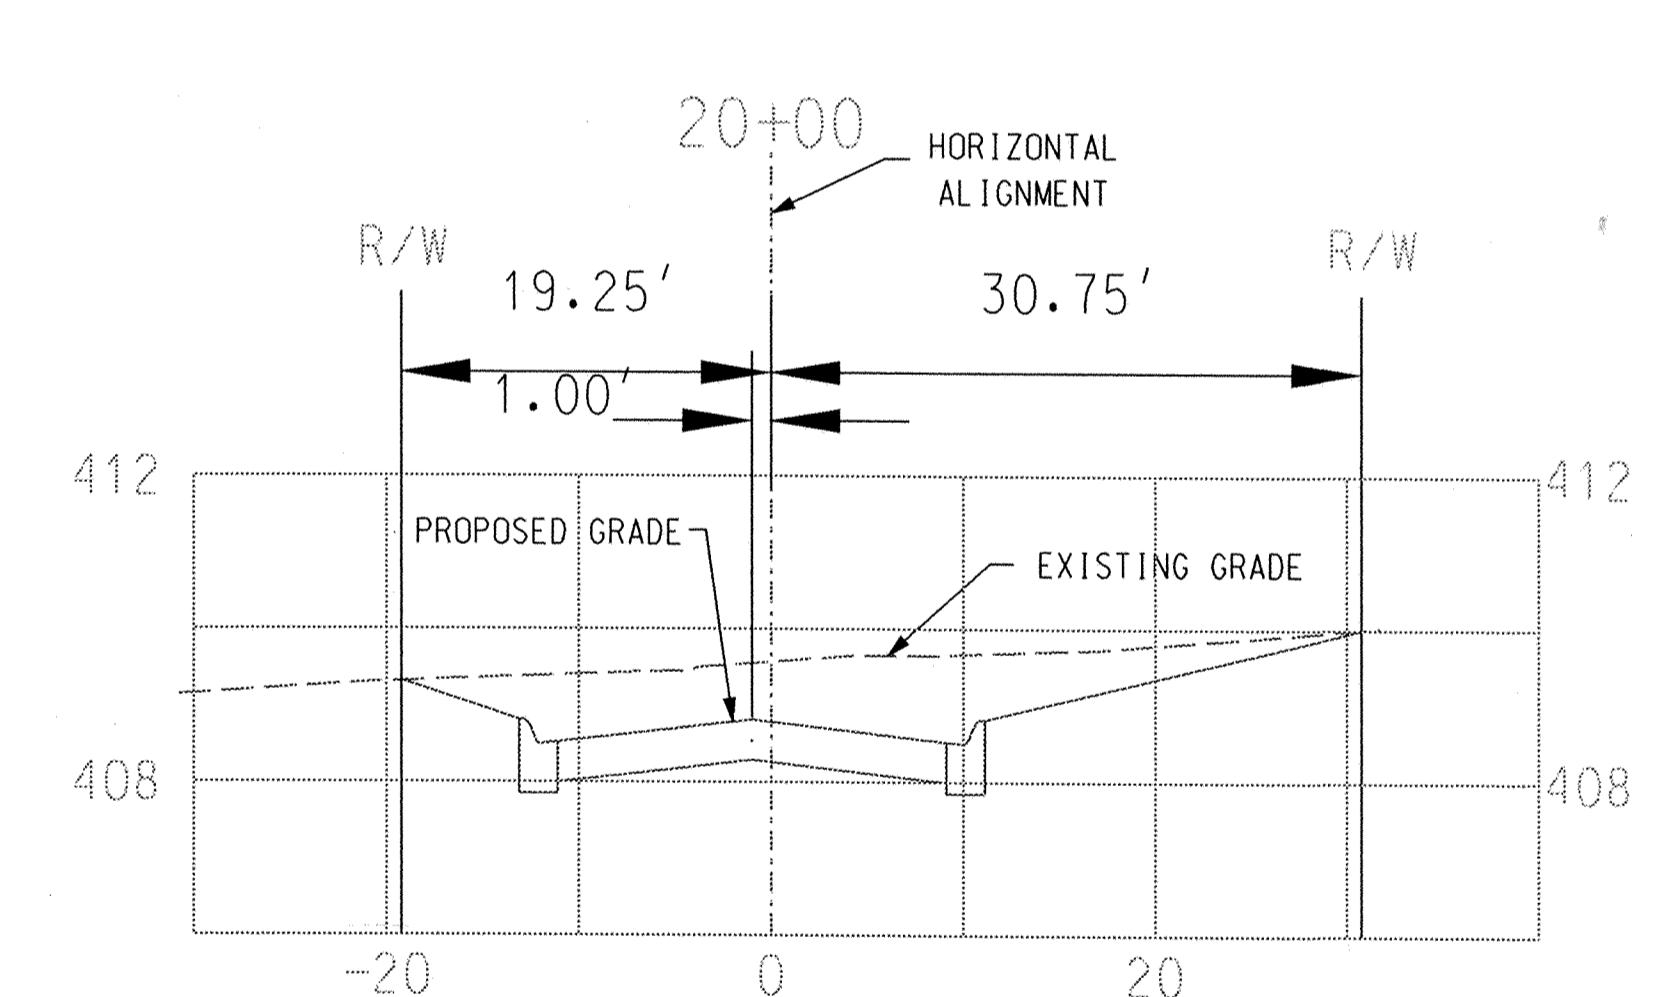 20+00
HORIZONTAL
ALIGNMENT
R/W
R/W
19.25'
30.75'
1.00'
412
412
PROPOSED GRADE
EXISTING GRADE
408
408
-20
0
20